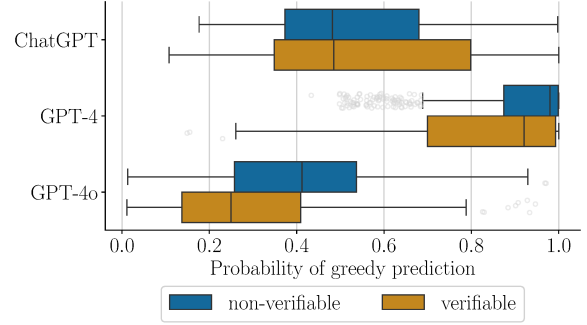 ChatGPT
GPT-4
GPT-4o
0.0 0.2 0.4 0.6 0.8 1.0
Probability of greedy prediction
non-verifiable verifiable